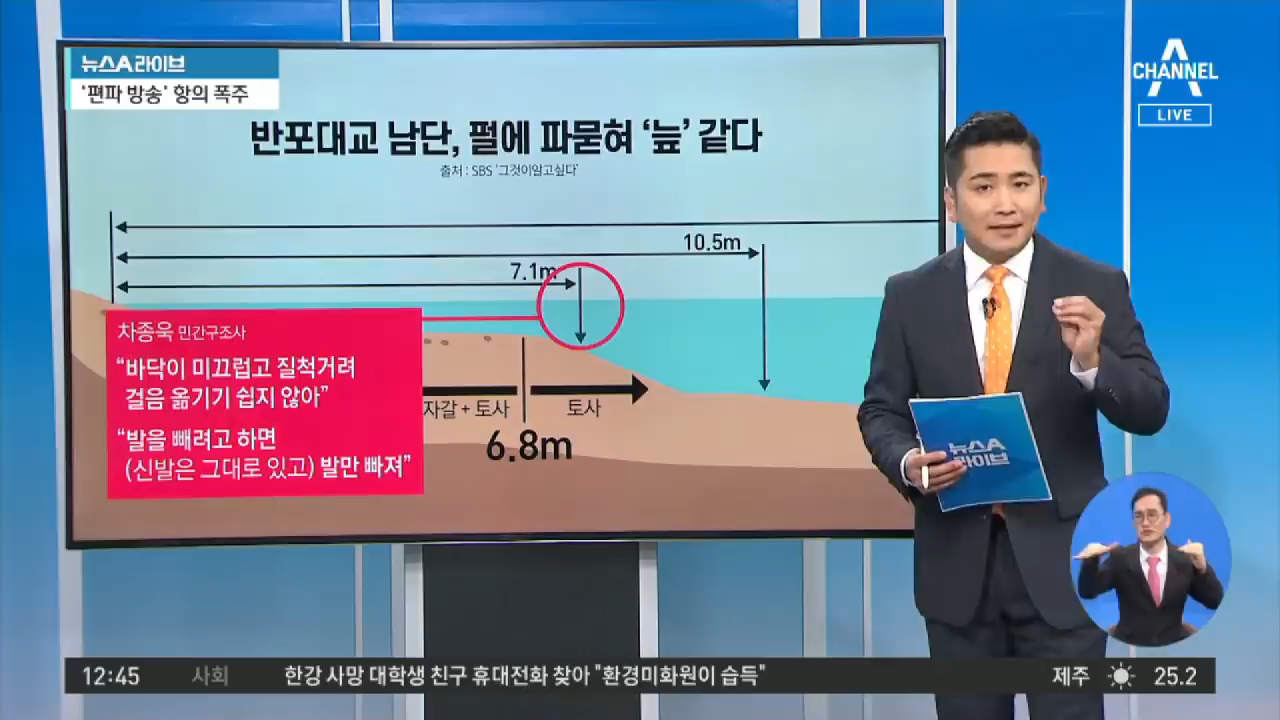 뉴스A 라이브
'편파 방송' 항의 폭주
CHANNEL A
LIVE
반포대교 남단, 펄에 파묻혀 '늪' 같다
출처 : SBS '그것이알고싶다'
10.5m
7.1m
차종욱 민간구조사
"바닥이 미끄럽고 질척거려
걸음 옮기기 쉽지 않아"
"발을 빼려고 하면
(신발은 그대로 있고) 발만 빠져"
자갈 + 토사
토사
6.8m
뉴스A
라이브
12:45 사회 한강 사망 대학생 친구 휴대전화 찾아 "환경미화원이 습득" 제주 25.2